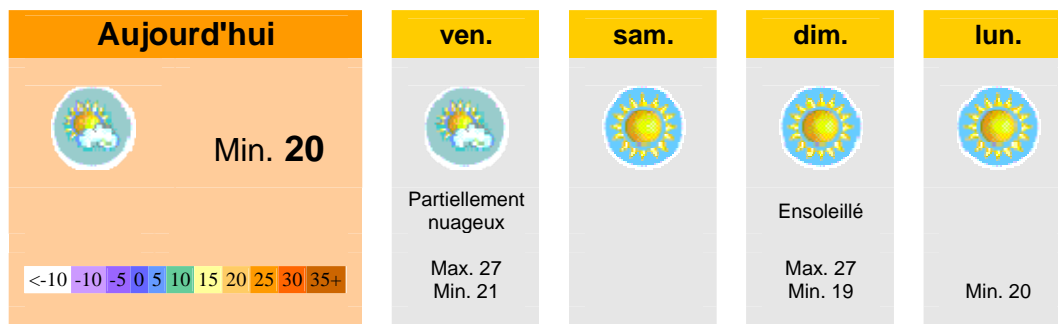 Aujourd'hui
Min. 20
<-10 -10 -5 0 5 10 15 20 25 30 35+
ven.
Partiellement
nuageux
Max. 27
Min. 21
sam.
dim.
Ensoleillé
Max. 27
Min. 19
lun.
Min. 20